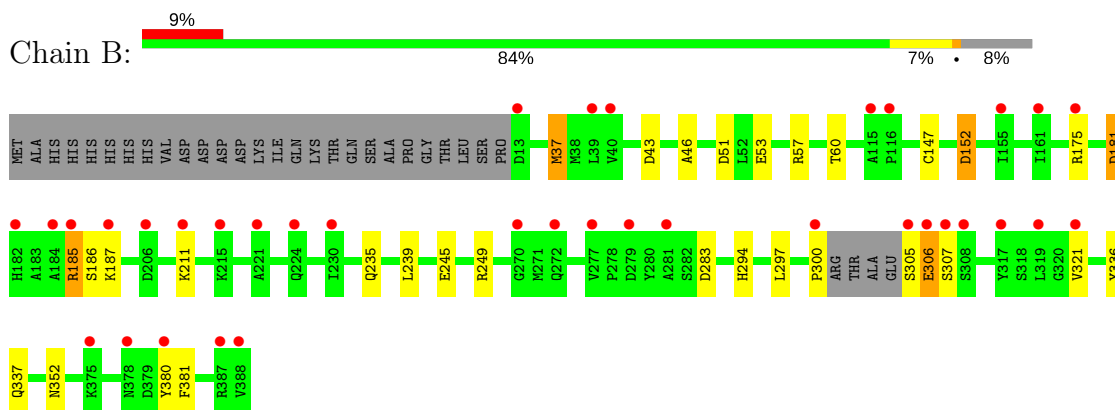 9%
Chain B:
84% 7% • 8%
MET ALA HIS HIS HIS HIS HIS HIS VAL ASP ASP ASP ASP LYS ILE GLN LYS THR GLN SER ALA PRO GLY THR LEU SER PRO D13 M37 M38 L39 V40 D43 A46 D51 L52 E53 R57 T60 A115 P116 C147 D152 I155 I161 R175 D181
H182 A183 A184 R185 S186 K187 D206 K211 K215 A221 Q224 I230 Q235 L239 E245 R249 G270 M271 Q272 V277 P278 D279 Y280 A281 S282 D283 H294 L297 P300 ARG THR ALA GLU S305 E306 S307 S308 Y317 S318 L319 G320 V321 Y336
Q337 N352 K375 N378 D379 Y380 F381 R387 V388